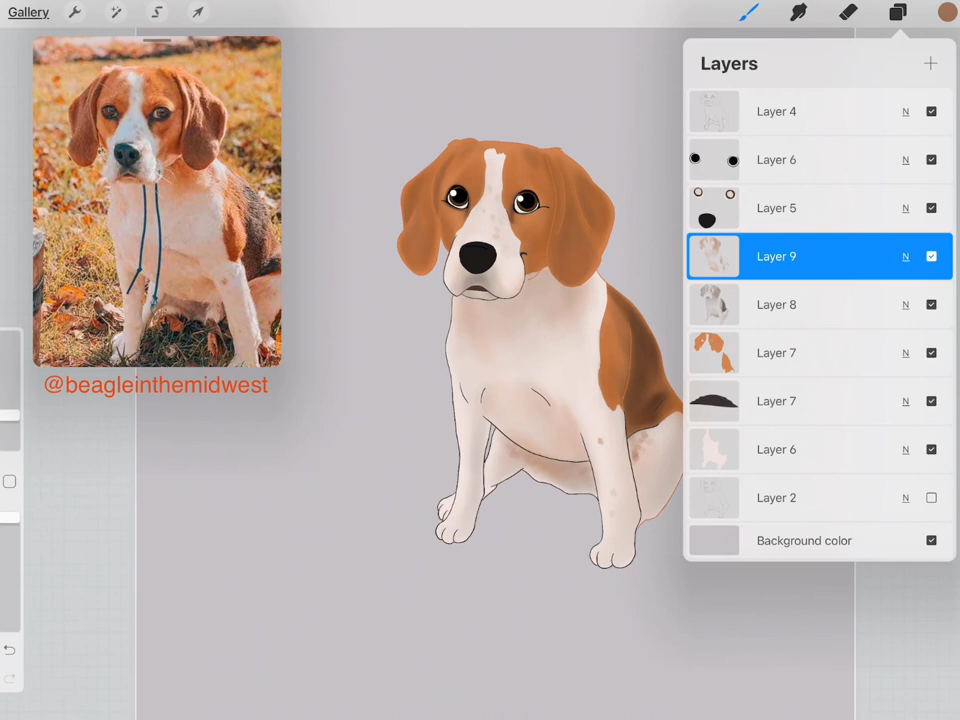 Gallery
Layers
Layer 4 N
Layer 6 N
Layer 5 N
Layer 9 N
Layer 8 N
Layer 7 N
Layer 7 N
Layer 6 N
Layer 2 N
Background color
@beagleinthemidwest